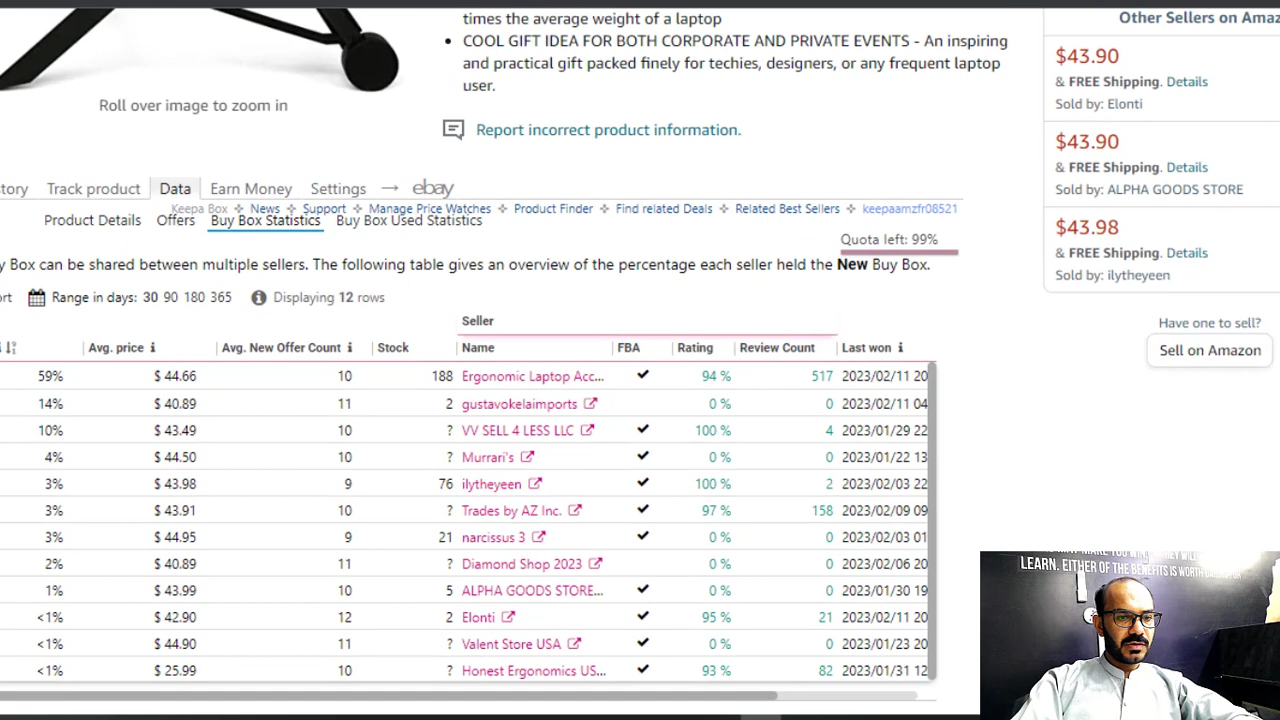 times the average weight of a laptop
• COOL GIFT IDEA FOR BOTH CORPORATE AND PRIVATE EVENTS - An inspiring
and practical gift packed finely for techies, designers, or any frequent laptop
user.
Roll over image to zoom in
Report incorrect product information.
Other Sellers on Amaz
$43.90
& FREE Shipping. Details
Sold by: Elonti
$43.90
& FREE Shipping. Details
Sold by: ALPHA GOODS STORE
$43.98
& FREE Shipping. Details
Sold by: ilytheyeen
Have one to sell?
Sell on Amazon
tory Track product Data Earn Money Settings → ebay
Keepa Box News Support Manage Price Watches Product Finder Find related Deals Related Best Sellers keepaamzfr08521
Product Details Offers Buy Box Statistics Buy Box Used Statistics
Quota left: 99%
y Box can be shared between multiple sellers. The following table gives an overview of the percentage each seller held the New Buy Box.
ort Range in days: 30 90 180 365 Displaying 12 rows
Seller
Avg. price Avg. New Offer Count Stock Name FBA Rating Review Count Last won
59% $ 44.66 10 188 Ergonomic Laptop Acc... ✔ 94 % 517 2023/02/11 20
14% $ 40.89 11 2 gustavokelaimports 0 % 0 2023/02/11 04
10% $ 43.49 10 ? VV SELL 4 LESS LLC ✔ 100 % 4 2023/01/29 22
4% $ 44.50 10 ? Murrari's ✔ 0 % 0 2023/01/22 13
3% $ 43.98 9 76 ilytheyeen ✔ 100 % 2 2023/02/03 22
3% $ 43.91 10 ? Trades by AZ Inc. ✔ 97 % 158 2023/02/09 09
3% $ 44.95 9 21 narcissus 3 ✔ 0 % 0 2023/02/03 01
2% $ 40.89 11 ? Diamond Shop 2023 0 % 0 2023/02/06 20
1% $ 43.99 10 5 ALPHA GOODS STORE... ✔ 0 % 0 2023/01/30 19
<1% $ 42.90 12 2 Elonti ✔ 95 % 21 2023/02/11 20
<1% $ 44.90 11 ? Valent Store USA ✔ 0 % 0 2023/01/23 20
<1% $ 25.99 10 ? Honest Ergonomics US... ✔ 93 % 82 2023/01/31 12
LEARN. EITHER OF THE BENEFITS IS WORTH